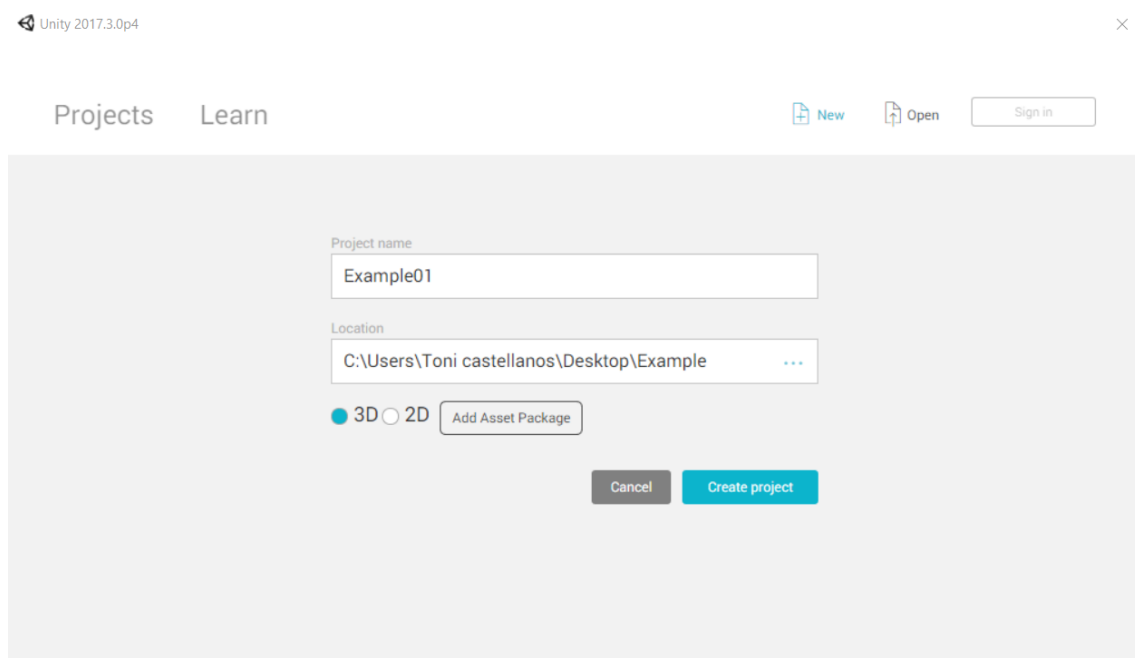 Unity 2017.3.0p4
Projects Learn New Open Sign in
Project name
Example01
Location
C:\Users\Toni castellanos\Desktop\Example ...
3D 2D Add Asset Package
Cancel Create project